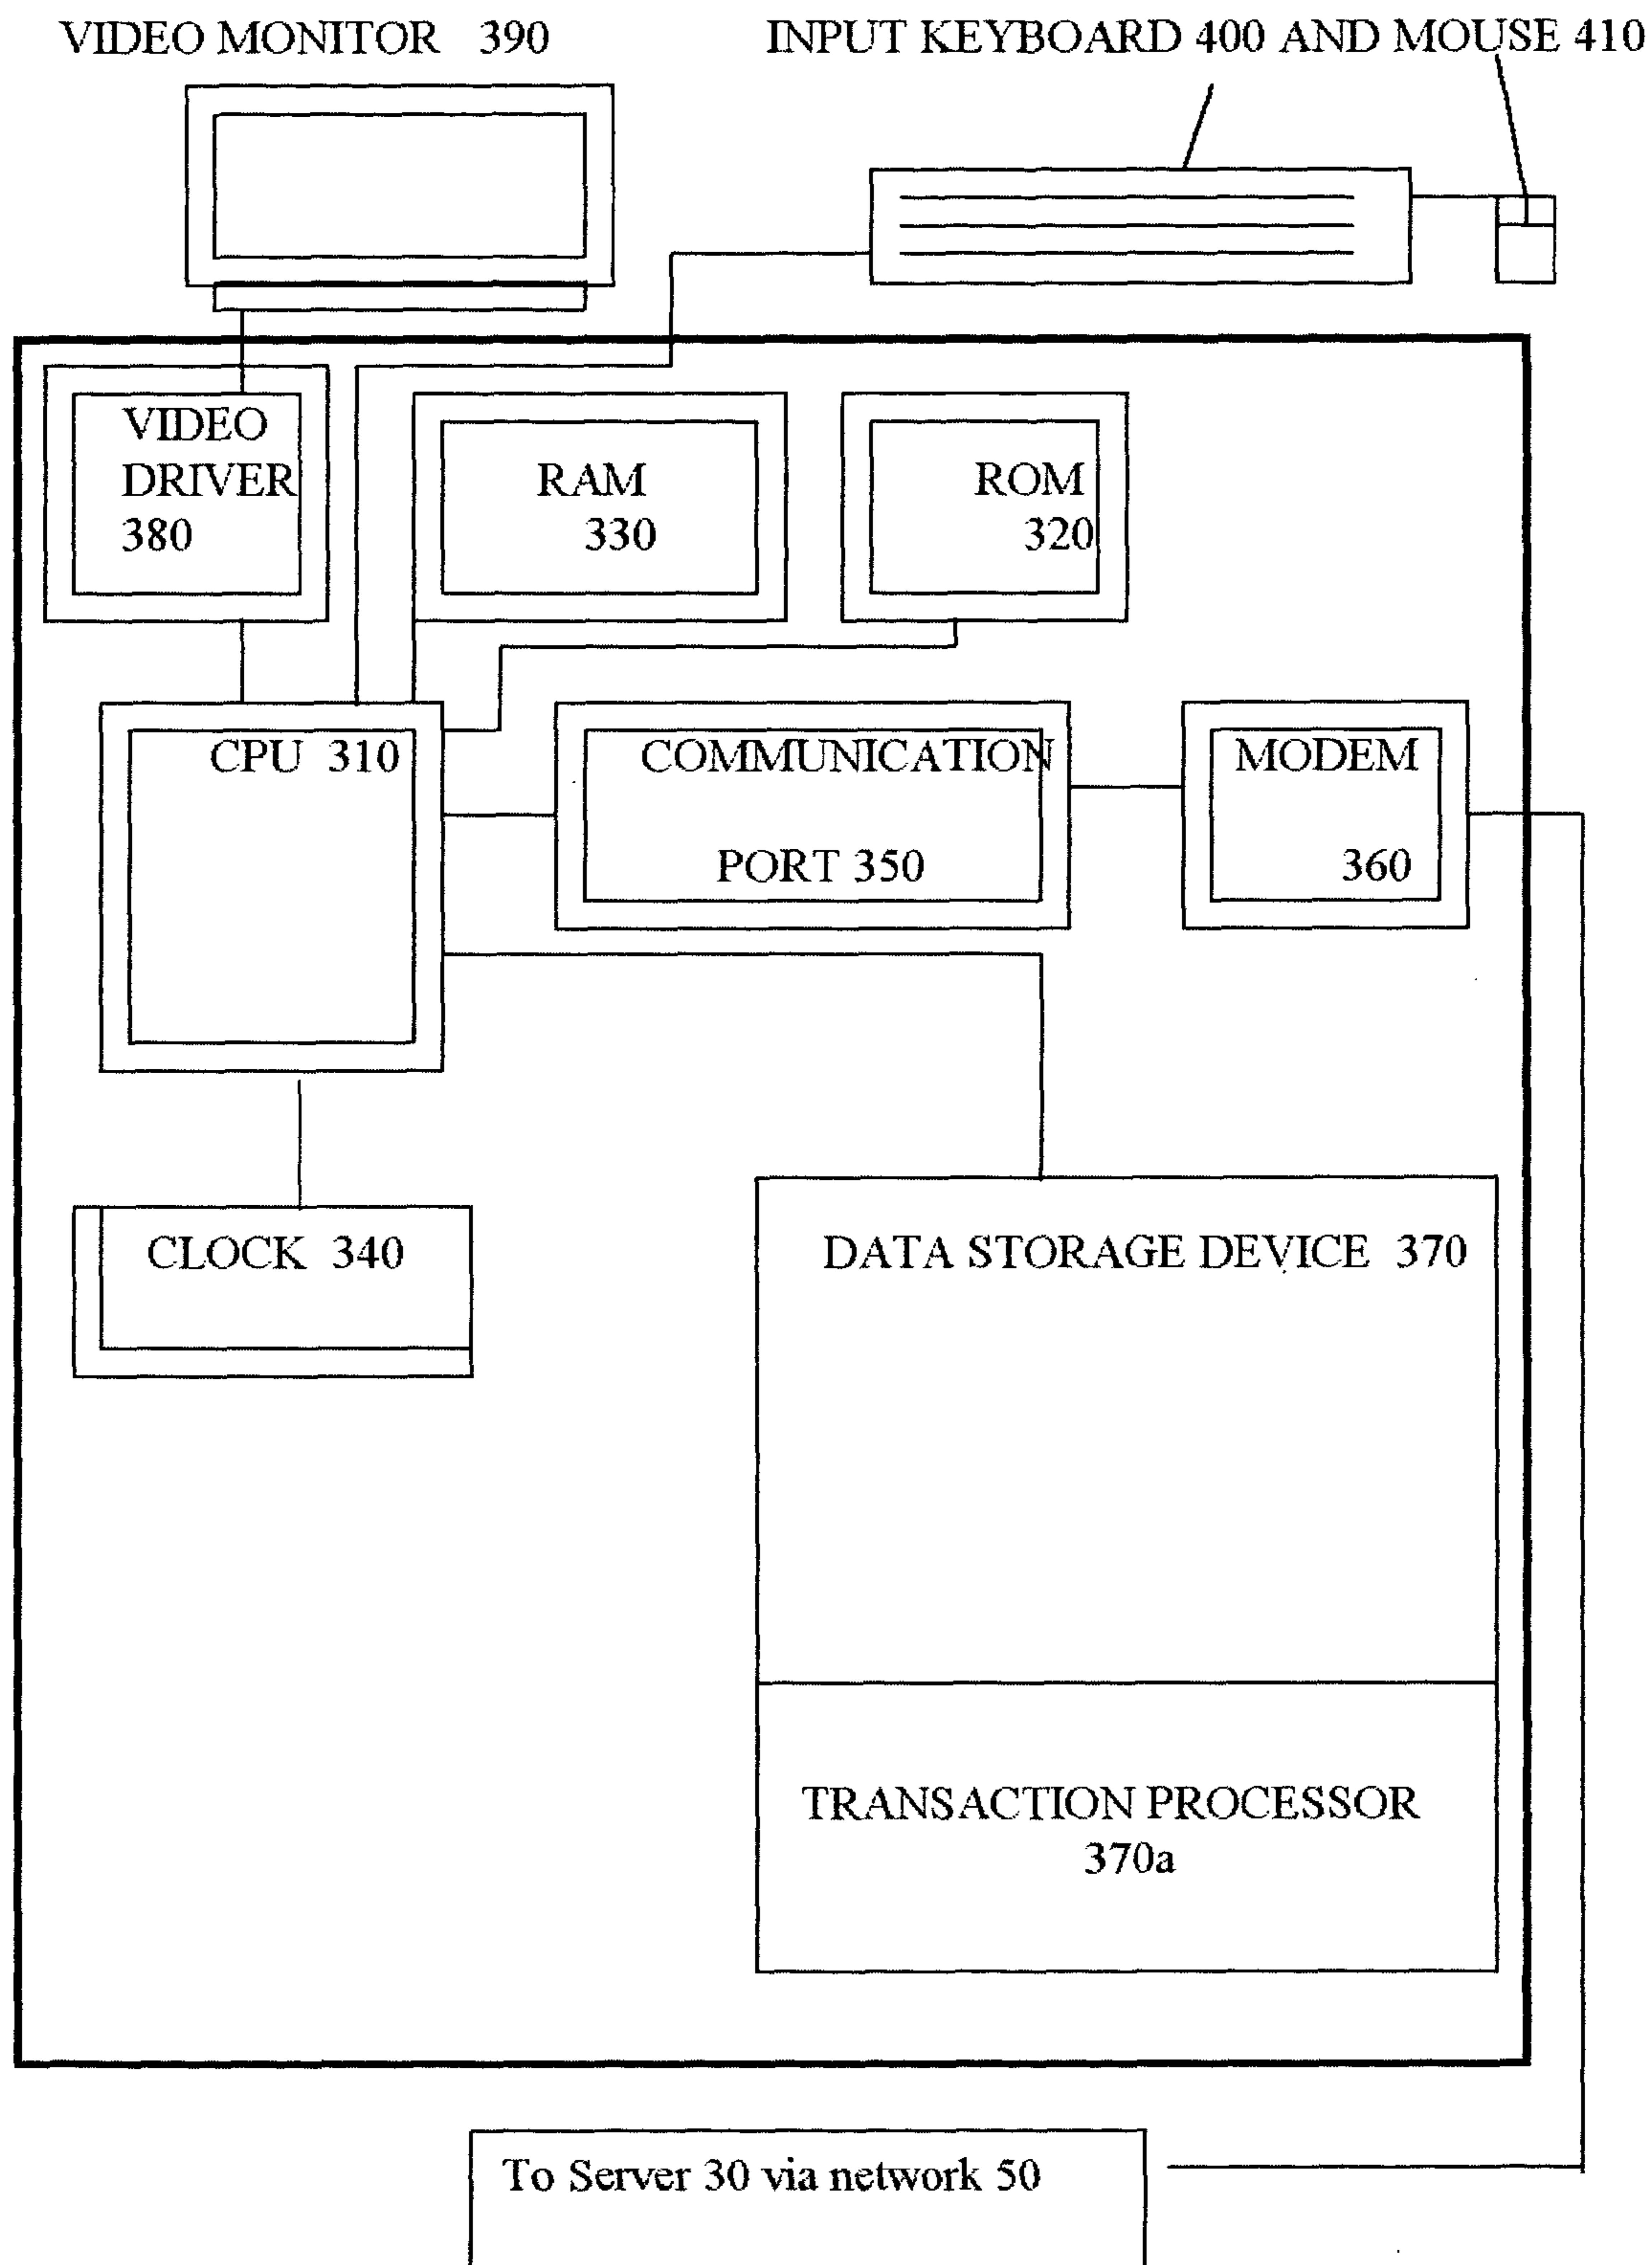 VIDEO MONITOR 390
INPUT KEYBOARD 400 AND MOUSE 410
VIDEO
DRIVER
380
RAM
330
ROM
320
CPU 310
COMMUNICATION
PORT 350
MODEM
360
CLOCK 340
DATA STORAGE DEVICE 370
TRANSACTION PROCESSOR
370a
To Server 30 via network 50